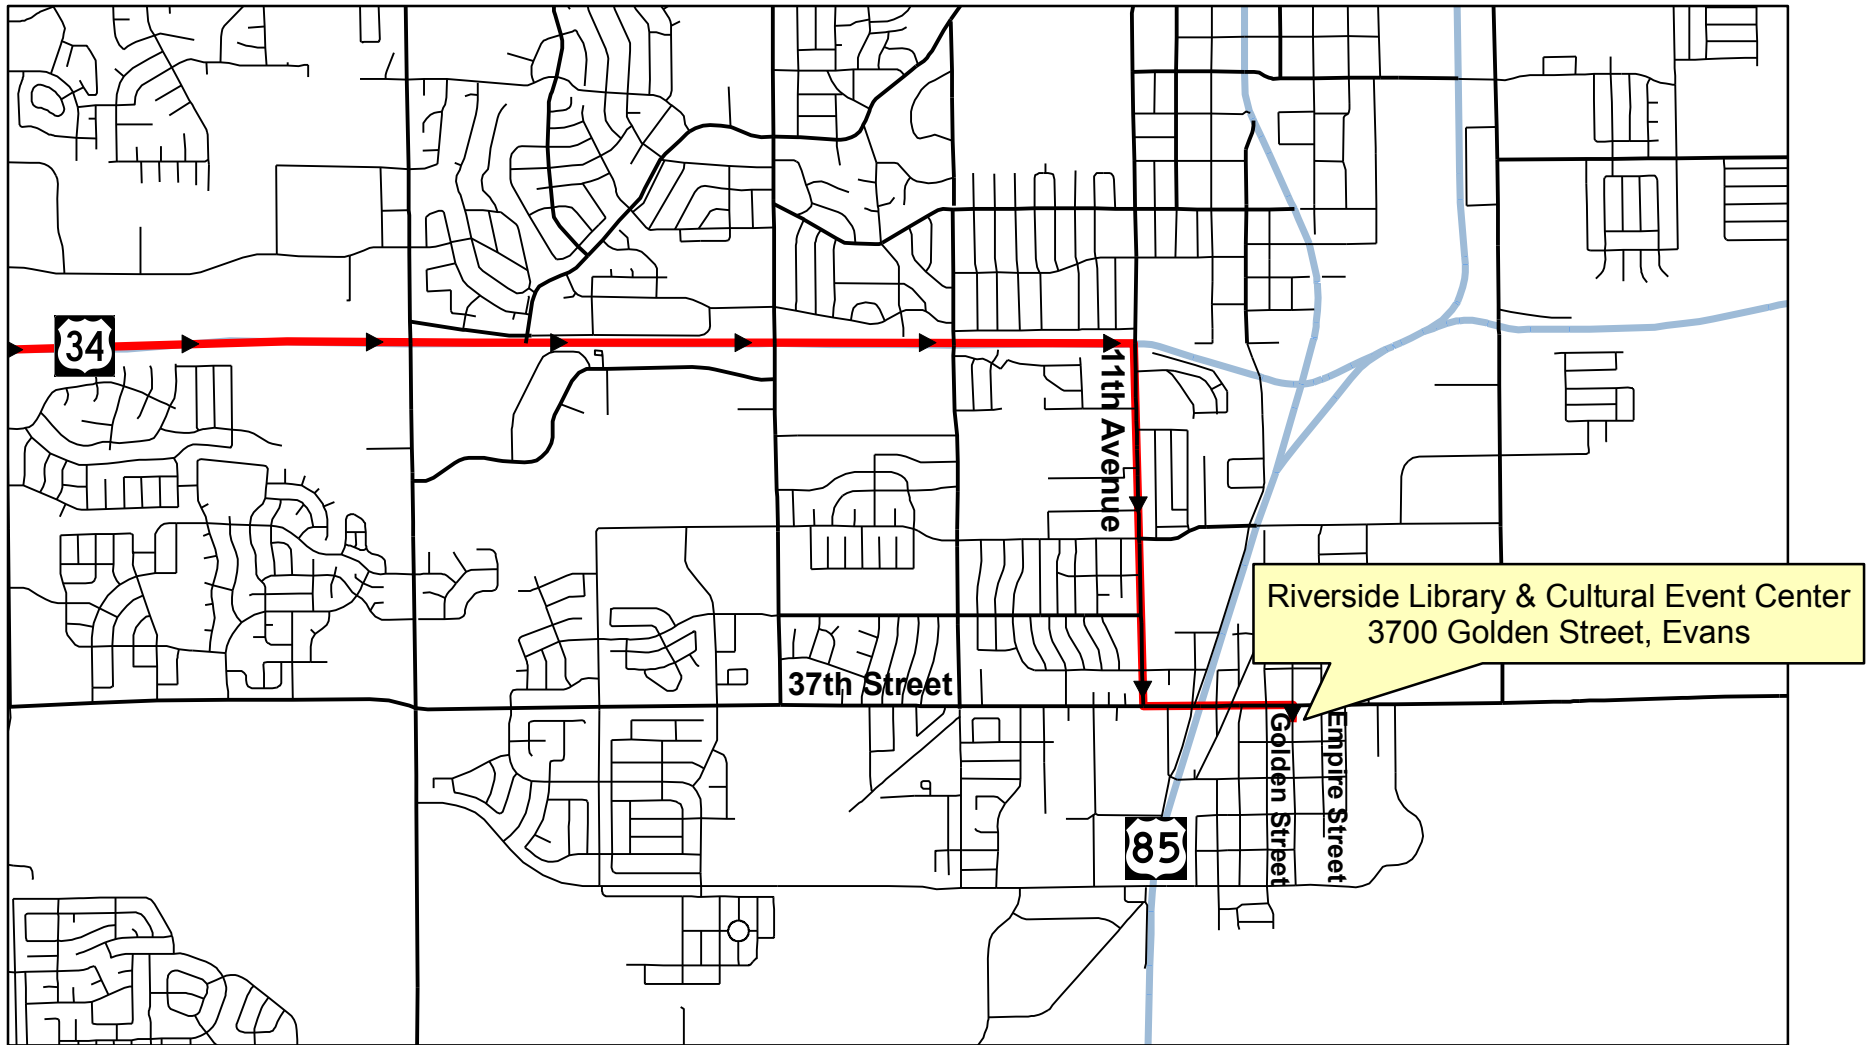 34
11th Avenue
Riverside Library & Cultural Event Center
3700 Golden Street, Evans
37th Street
Golden Street
Empire Street
85